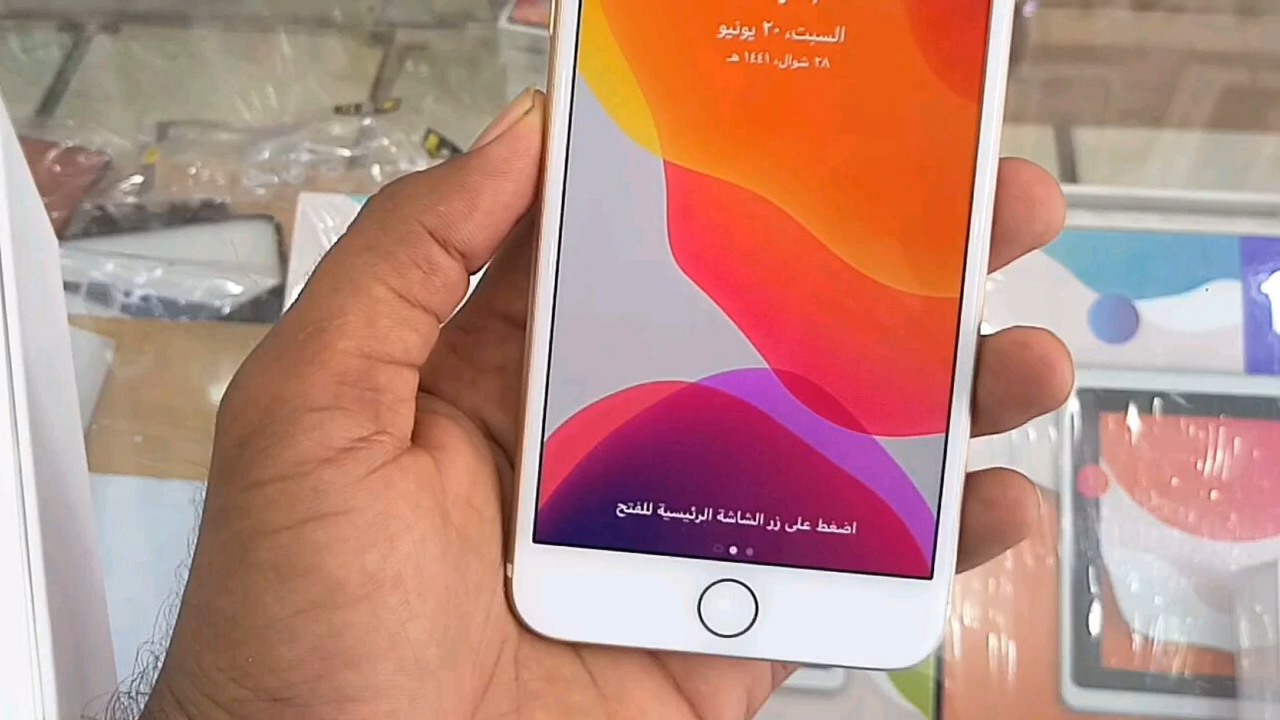 السبت، ٢٠ يونيو
٢٨ شوال، ١٤٤١ هـ
اضغط على زر الشاشة الرئيسية للفتح